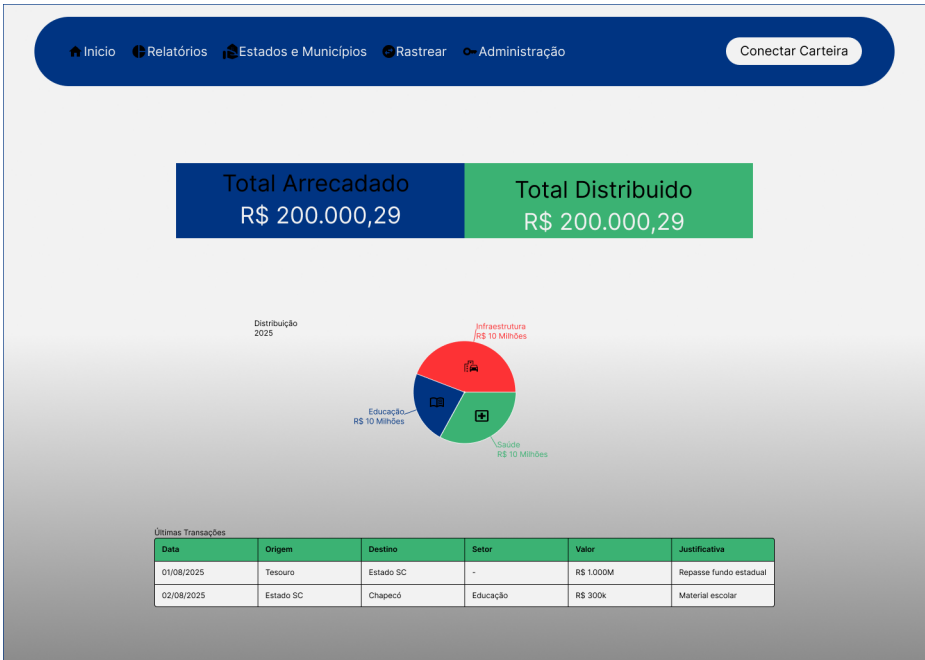 Inicio Relatórios Estados e Municípios Rastrear Administração Conectar Carteira
Total Arrecadado
R$ 200.000,29
Total Distribuido
R$ 200.000,29
Distribuição
2025
Infraestrutura
R$ 10 Milhões
Educação
R$ 10 Milhões
Saúde
R$ 10 Milhões
Últimas Transações
Data Origem Destino Setor Valor Justificativa
01/08/2025 Tesouro Estado SC - R$ 1.000M Repasse fundo estadual
02/08/2025 Estado SC Chapecó Educação R$ 300k Material escolar